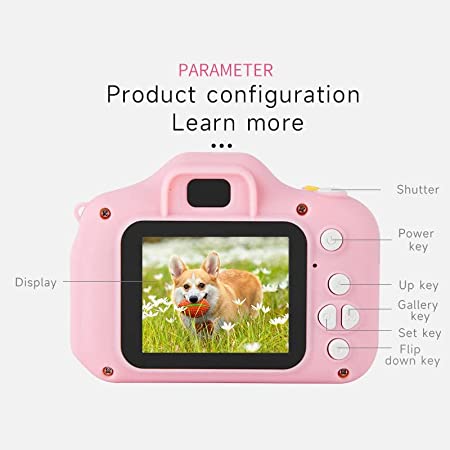 PARAMETER
Product configuration
Learn more
Shutter
Power
key
Display
Up key
Gallery
key
Set key
Flip
down key